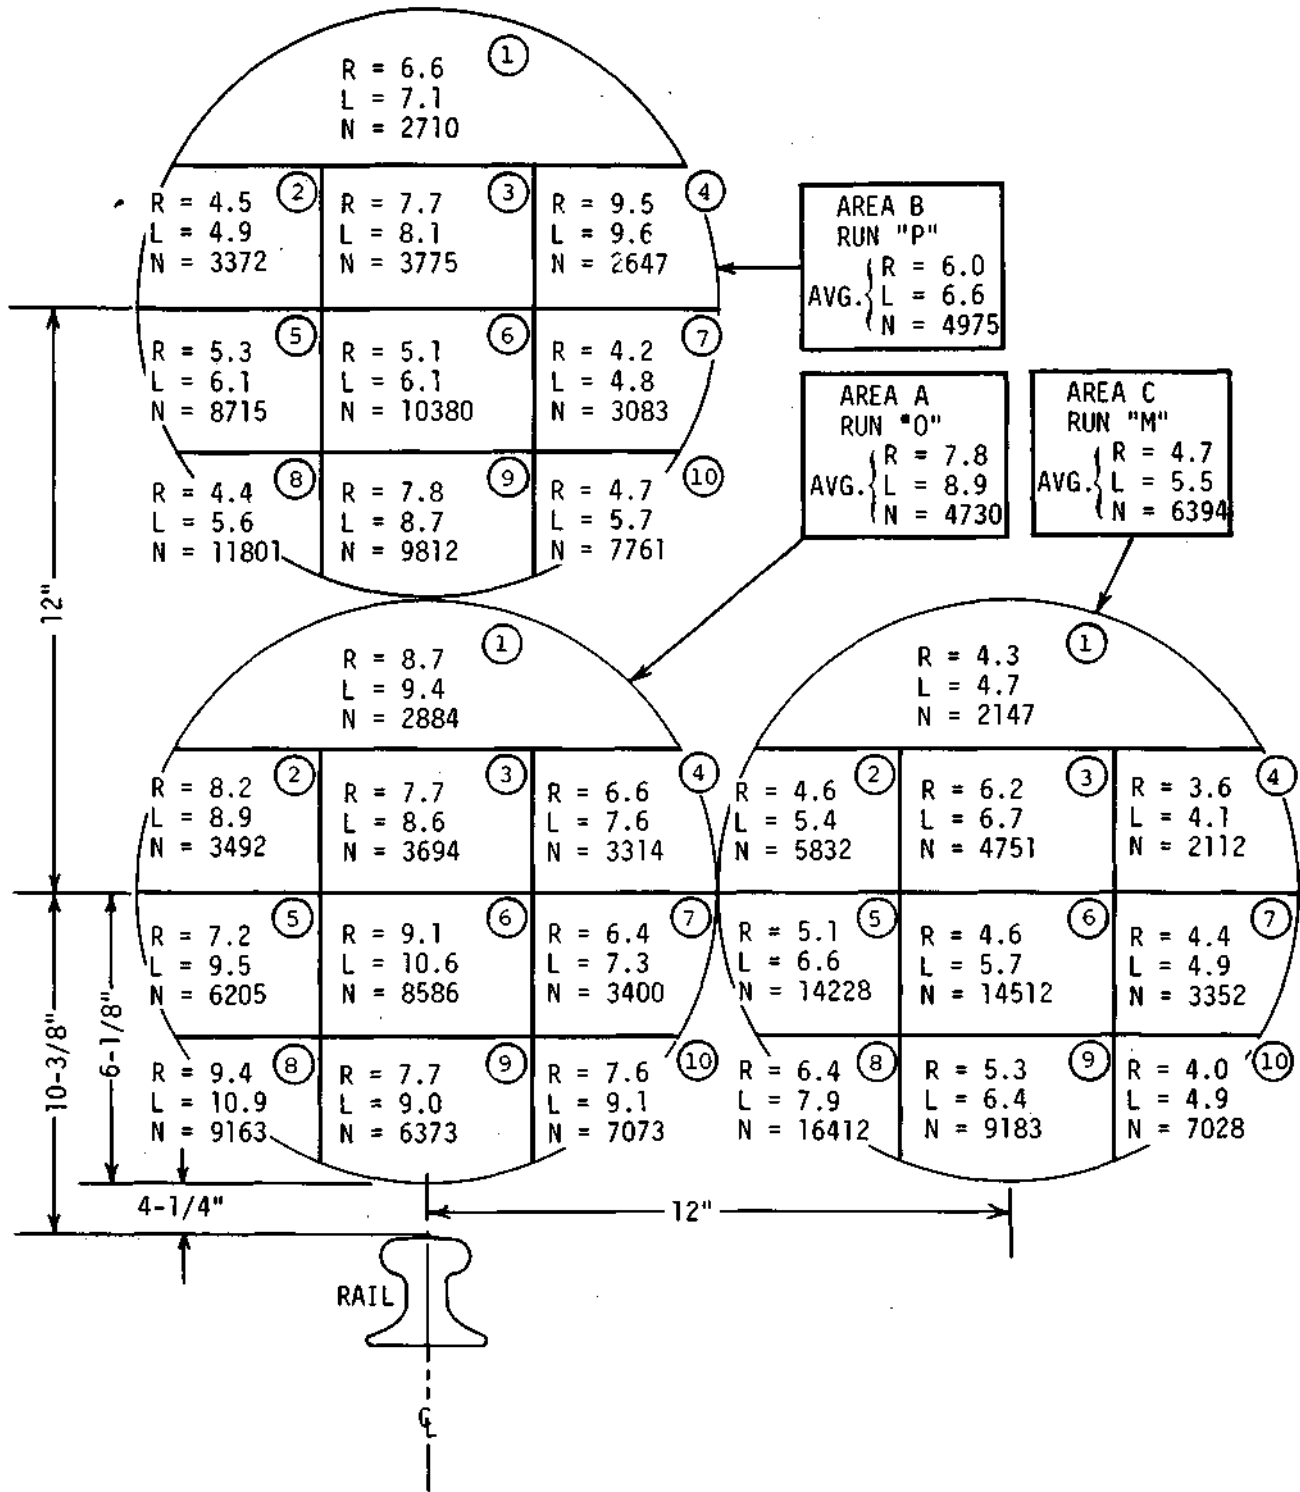 1
R = 6.6
L = 7.1
N = 2710
2
R = 4.5
L = 4.9
N = 3372
3
R = 7.7
L = 8.1
N = 3775
4
R = 9.5
L = 9.6
N = 2647
5
R = 5.3
L = 6.1
N = 8715
6
R = 5.1
L = 6.1
N = 10380
7
R = 4.2
L = 4.8
N = 3083
8
R = 4.4
L = 5.6
N = 11801
9
R = 7.8
L = 8.7
N = 9812
10
R = 4.7
L = 5.7
N = 7761
AREA B
RUN "P"
AVG.
R = 6.0
L = 6.6
N = 4975
AREA A
RUN "O"
AVG.
R = 7.8
L = 8.9
N = 4730
AREA C
RUN "M"
AVG.
R = 4.7
L = 5.5
N = 6394
1
R = 8.7
L = 9.4
N = 2884
2
R = 8.2
L = 8.9
N = 3492
3
R = 7.7
L = 8.6
N = 3694
4
R = 6.6
L = 7.6
N = 3314
5
R = 7.2
L = 9.5
N = 6205
6
R = 9.1
L = 10.6
N = 8586
7
R = 6.4
L = 7.3
N = 3400
8
R = 9.4
L = 10.9
N = 9163
9
R = 7.7
L = 9.0
N = 6373
10
R = 7.6
L = 9.1
N = 7073
1
R = 4.3
L = 4.7
N = 2147
2
R = 4.6
L = 5.4
N = 5832
3
R = 6.2
L = 6.7
N = 4751
4
R = 3.6
L = 4.1
N = 2112
5
R = 5.1
L = 6.6
N = 14228
6
R = 4.6
L = 5.7
N = 14512
7
R = 4.4
L = 4.9
N = 3352
8
R = 6.4
L = 7.9
N = 16412
9
R = 5.3
L = 6.4
N = 9183
10
R = 4.0
L = 4.9
N = 7028
12"
10-3/8"
6-1/8"
4-1/4"
12"
RAIL
℄